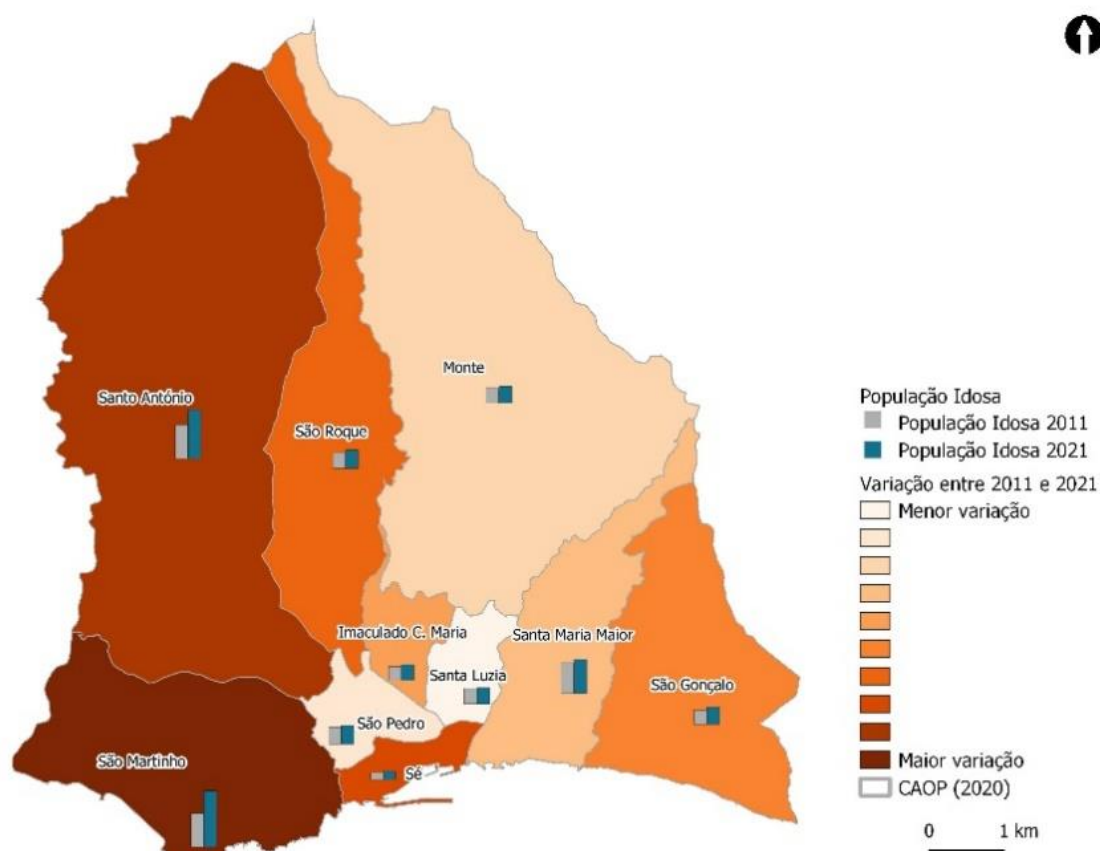 Monte
Santo António
São Roque
Imaculado C. Maria
Santa Maria Maior
Santa Luzia
São Gonçalo
São Pedro
São Martinho
Sé
População Idosa
População Idosa 2011
População Idosa 2021
Variação entre 2011 e 2021
Menor variação
Maior variação
CAOP (2020)
0 1 km